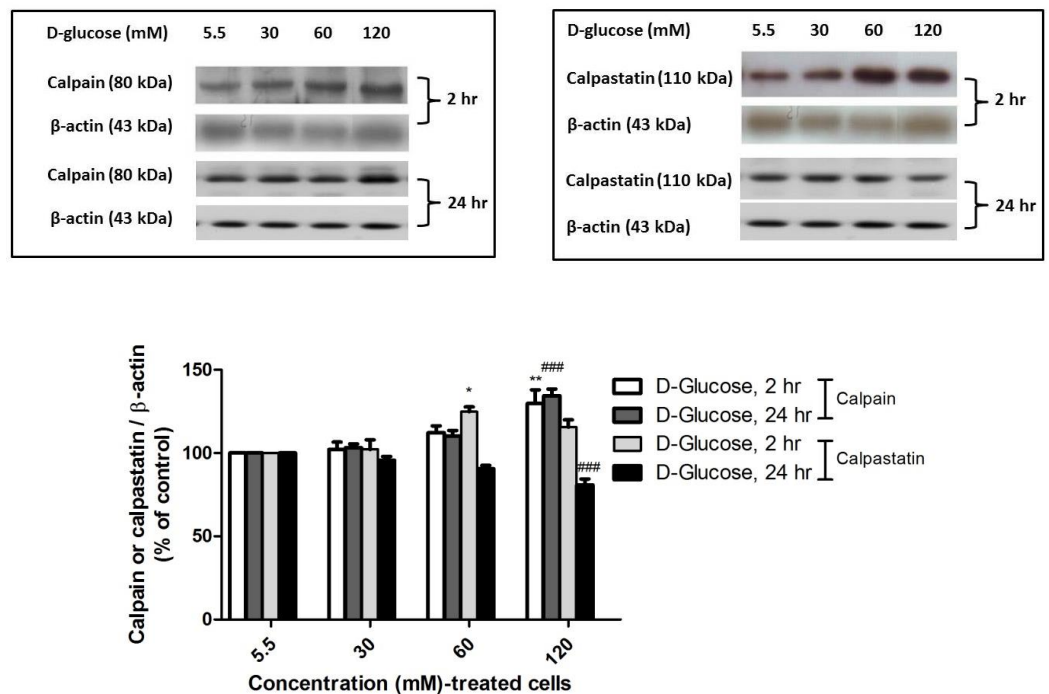 D-glucose (mM) 5.5 30 60 120
Calpain (80 kDa)
2 hr
β-actin (43 kDa)
Calpain (80 kDa)
24 hr
β-actin (43 kDa)
D-glucose (mM) 5.5 30 60 120
Calpastatin (110 kDa)
2 hr
β-actin (43 kDa)
Calpastatin (110 kDa)
24 hr
β-actin (43 kDa)
Calpain or calpastatin / β-actin
(% of control)
150
100
50
0
*
** ###
###
D-Glucose, 2 hr
D-Glucose, 24 hr
Calpain
D-Glucose, 2 hr
D-Glucose, 24 hr
Calpastatin
5.5 30 60 120
Concentration (mM)-treated cells